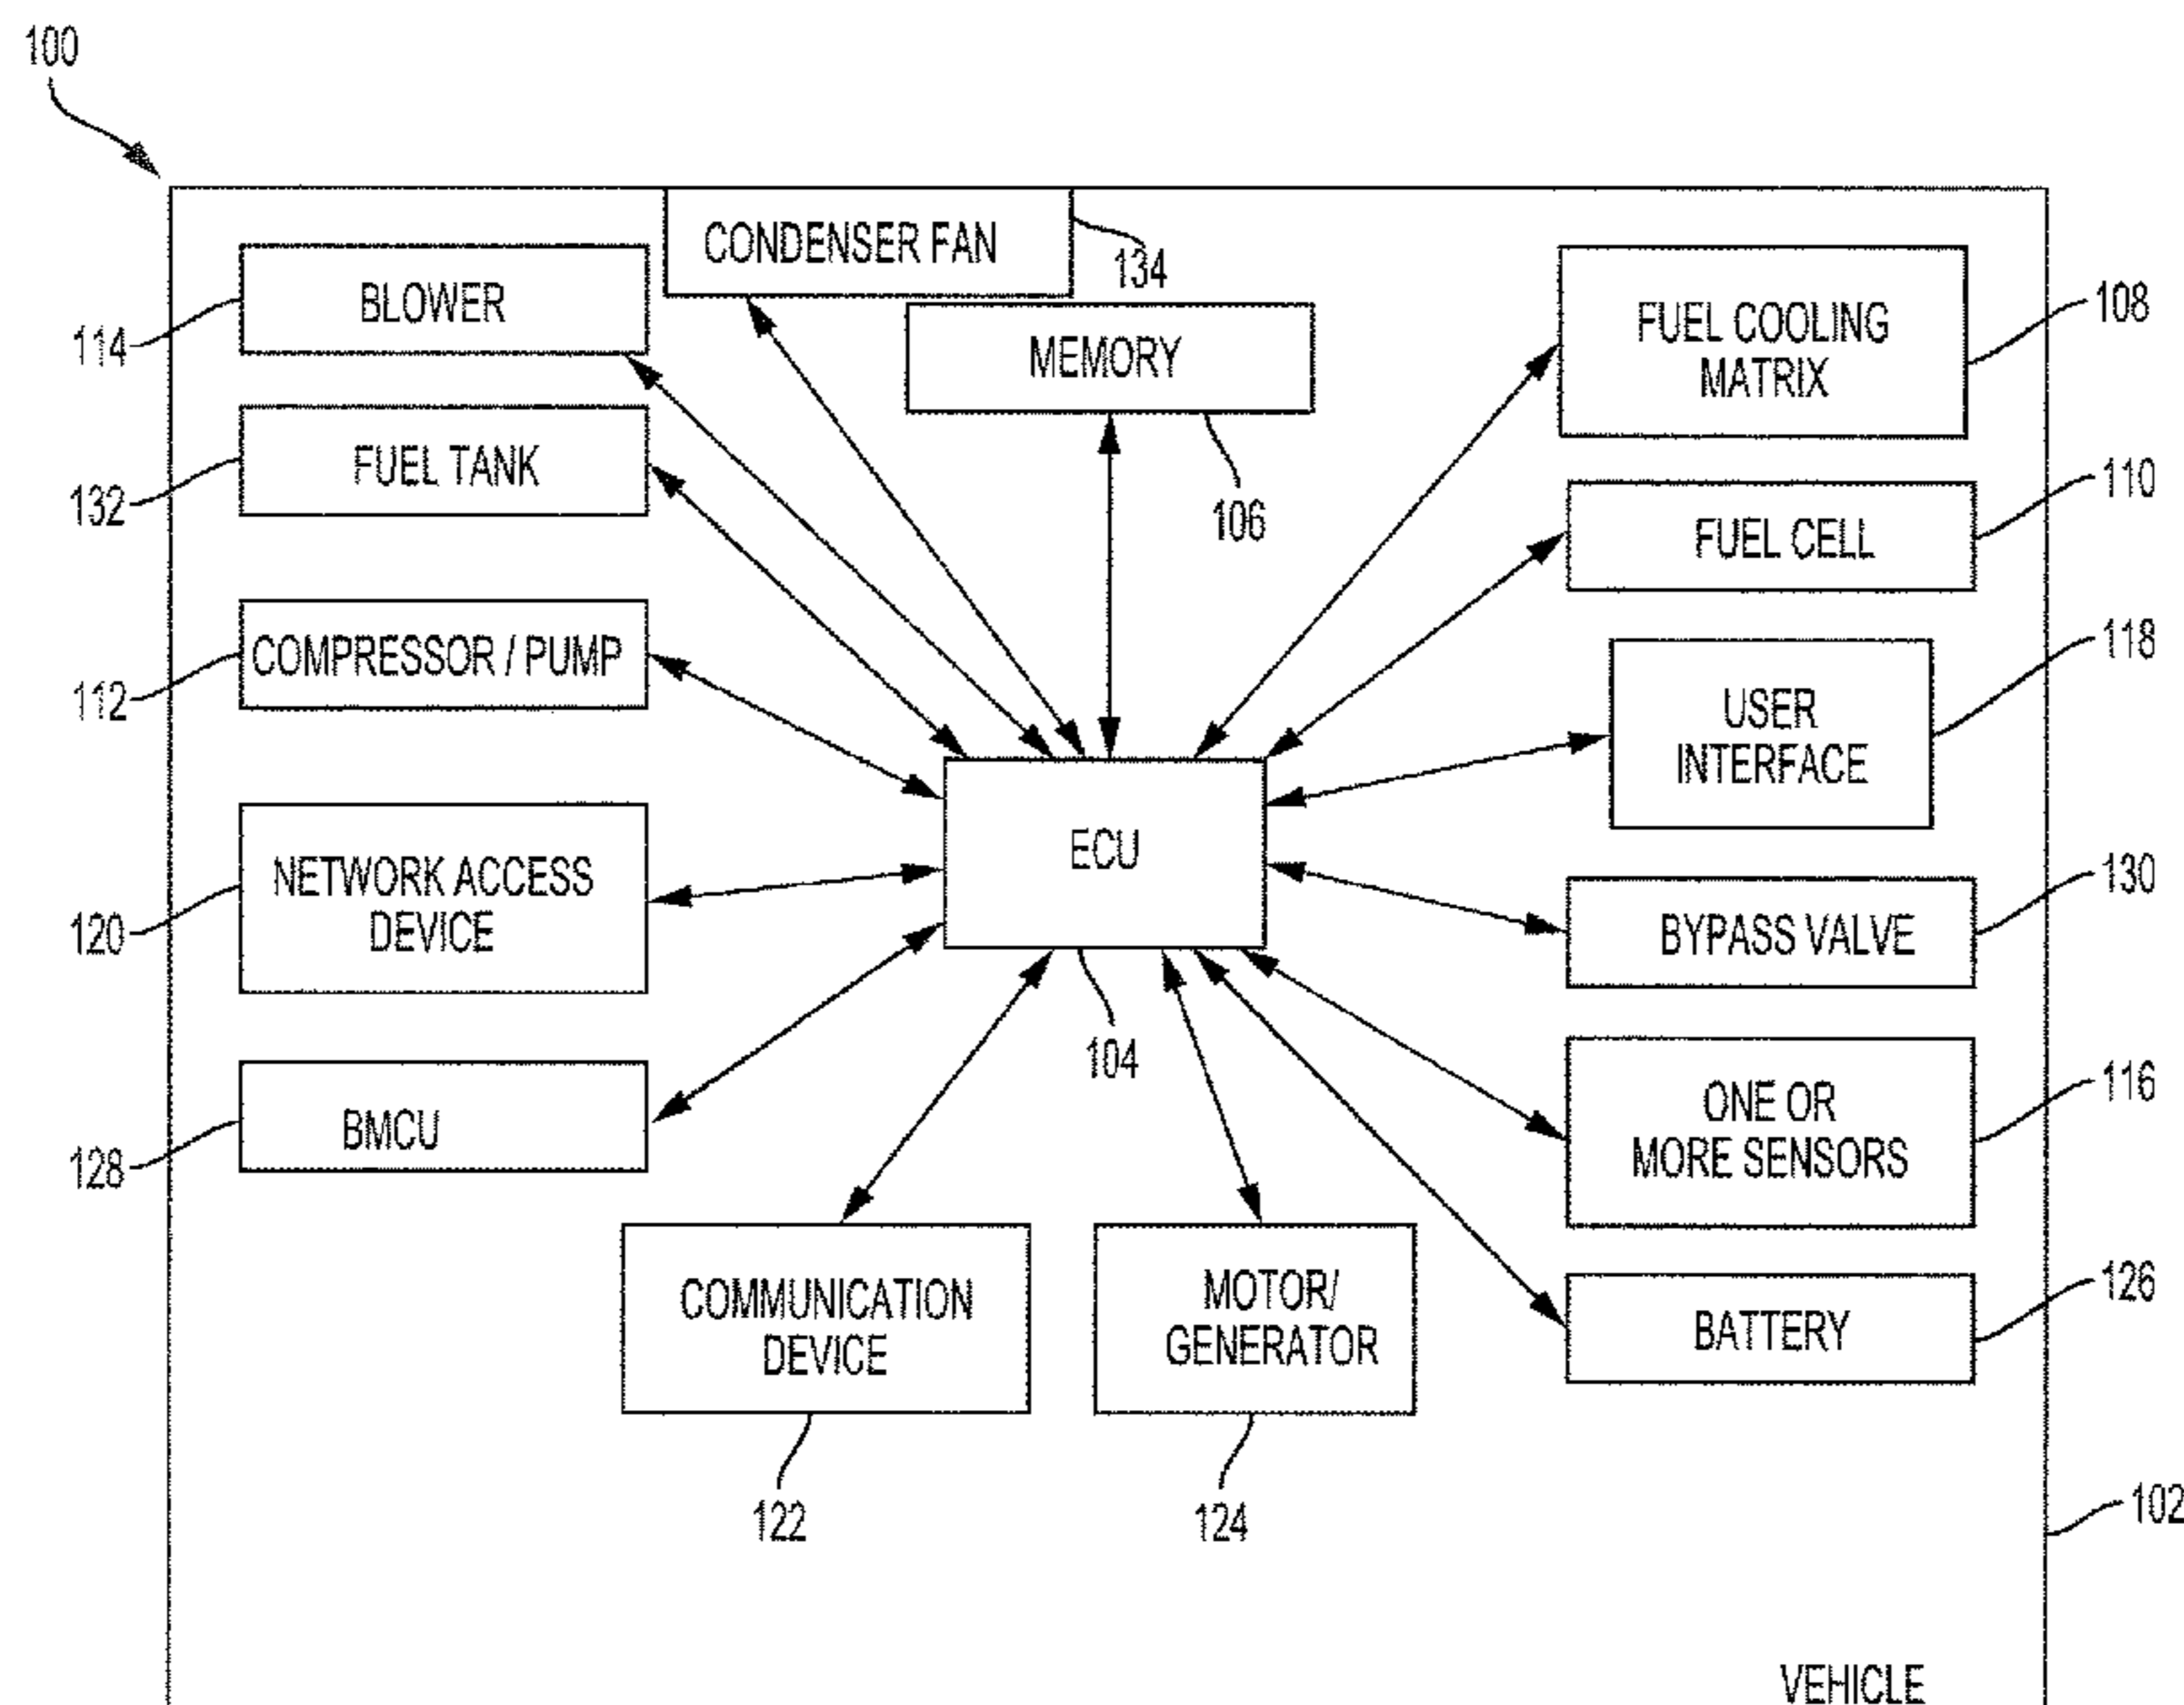 100
CONDENSER FAN
134
BLOWER
114
MEMORY
106
FUEL COOLING
MATRIX
108
FUEL TANK
132
FUEL CELL
110
COMPRESSOR / PUMP
112
USER
INTERFACE
118
ECU
104
NETWORK ACCESS
DEVICE
120
BYPASS VALVE
130
BMCU
128
ONE OR
MORE SENSORS
116
COMMUNICATION
DEVICE
122
MOTOR/
GENERATOR
124
BATTERY
126
102
VEHICLE